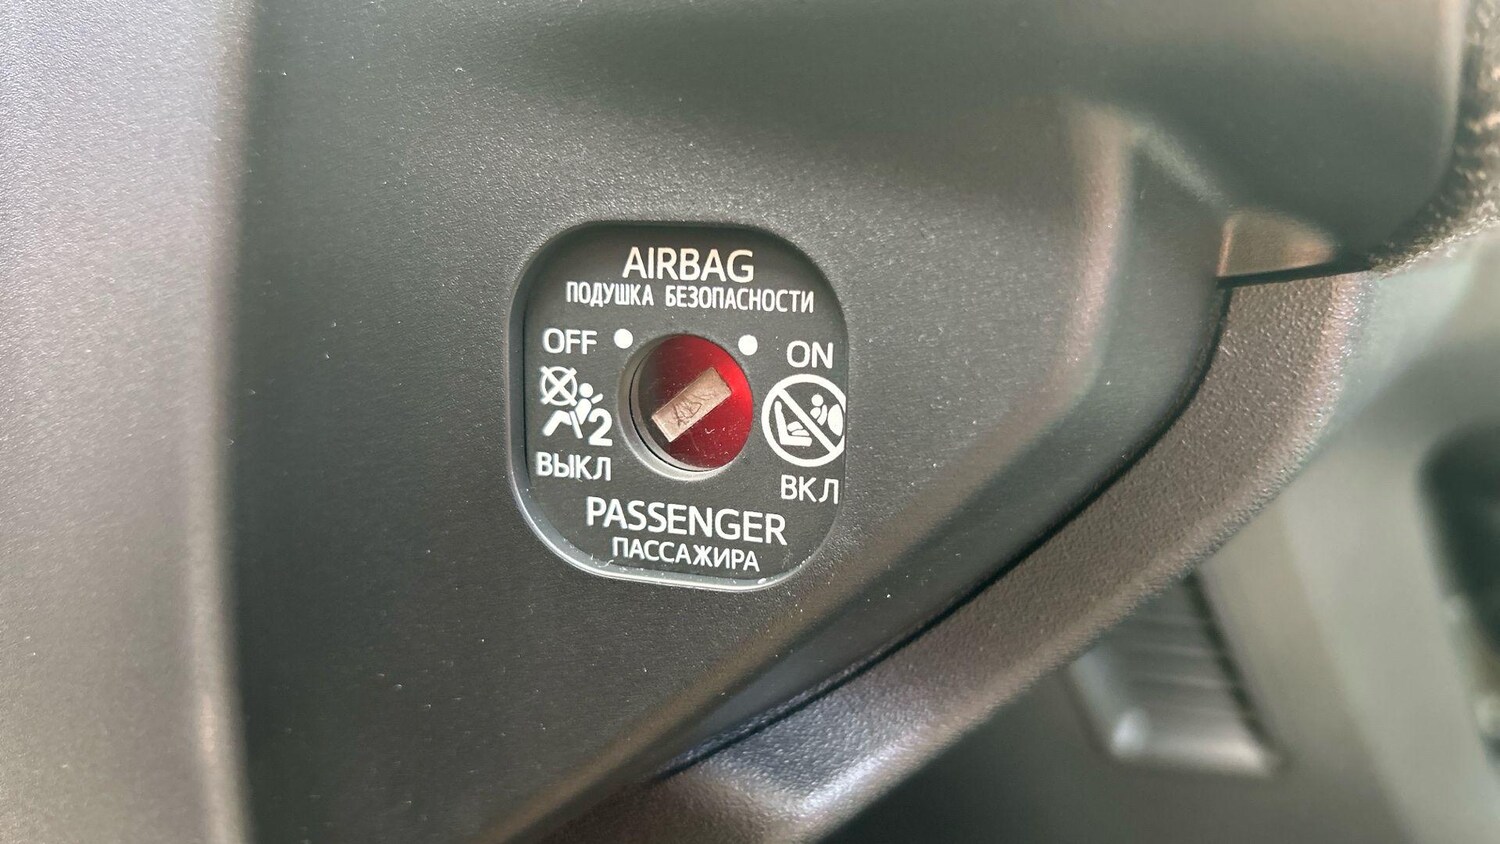 AIRBAG
ПОДУШКА БЕЗОПАСНОСТИ
OFF
ON
2
ВЫКЛ
ВКЛ
PASSENGER
ПАССАЖИРА